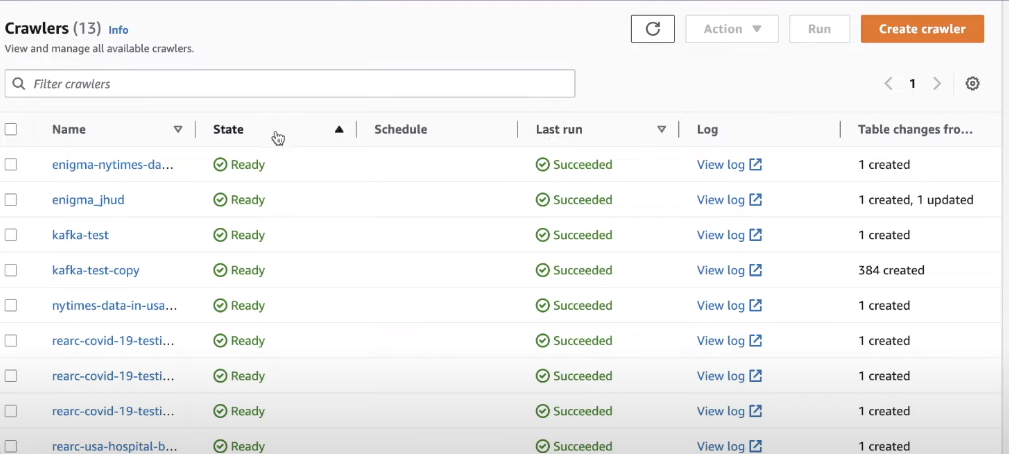 Crawlers (13) Info
View and manage all available crawlers.
Action
Run
Create crawler
Filter crawlers
1
Name State Schedule Last run Log Table changes fro...
enigma-nytimes-da... Ready Succeeded View log 1 created
enigma_jhud Ready Succeeded View log 1 created, 1 updated
kafka-test Ready Succeeded View log 1 created
kafka-test-copy Ready Succeeded View log 384 created
nytimes-data-in-usa... Ready Succeeded View log 1 created
rearc-covid-19-testi... Ready Succeeded View log 1 created
rearc-covid-19-testi... Ready Succeeded View log 1 created
rearc-covid-19-testi... Ready Succeeded View log 1 created
rearc-usa-hospital-b... Ready Succeeded View log 1 created